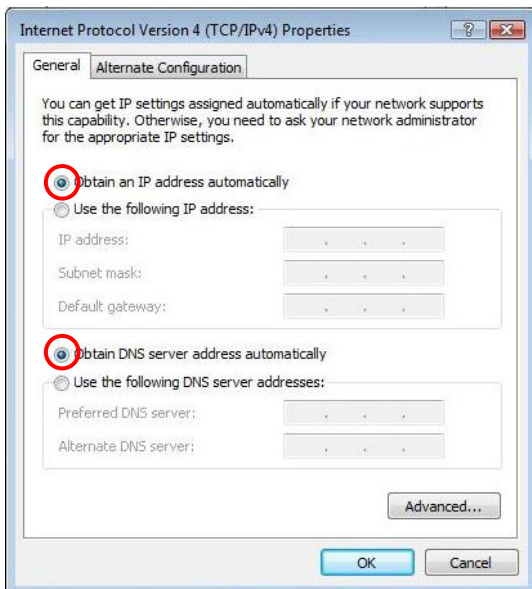 Internet Protocol Version 4 (TCP/IPv4) Properties
General
Alternate Configuration
You can get IP settings assigned automatically if your network supports
this capability. Otherwise, you need to ask your network administrator
for the appropriate IP settings.
Obtain an IP address automatically
Use the following IP address:
IP address:
Subnet mask:
Default gateway:
Obtain DNS server address automatically
Use the following DNS server addresses:
Preferred DNS server:
Alternate DNS server:
Advanced...
OK
Cancel